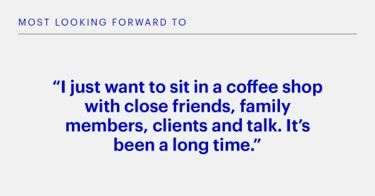 MOST LOOKING FORWARD TO
“I just want to sit in a coffee shop
with close friends, family
members, clients and talk. It’s
been a long time.”